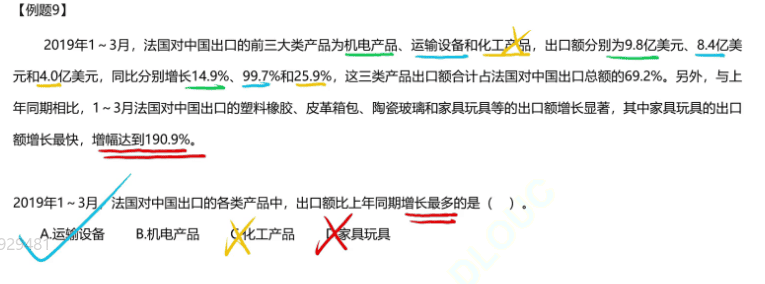 【例题9】
2019年1~3月，法国对中国出口的前三大类产品为机电产品、运输设备和化工产品，出口额分别为9.8亿美元、8.4亿美
元和4.0亿美元，同比分别增长14.9%、99.7%和25.9%，这三类产品出口额合计占法国对中国出口总额的69.2%。另外，与上
年同期相比，1~3月法国对中国出口的塑料橡胶、皮革箱包、陶瓷玻璃和家具玩具等的出口额增长显著，其中家具玩具的出口
额增长最快，增幅达到190.9%。
2019年1~3月，法国对中国出口的各类产品中，出口额比上年同期增长最多的是（ ）。
A.运输设备 B.机电产品 C.化工产品 D.家具玩具
929481